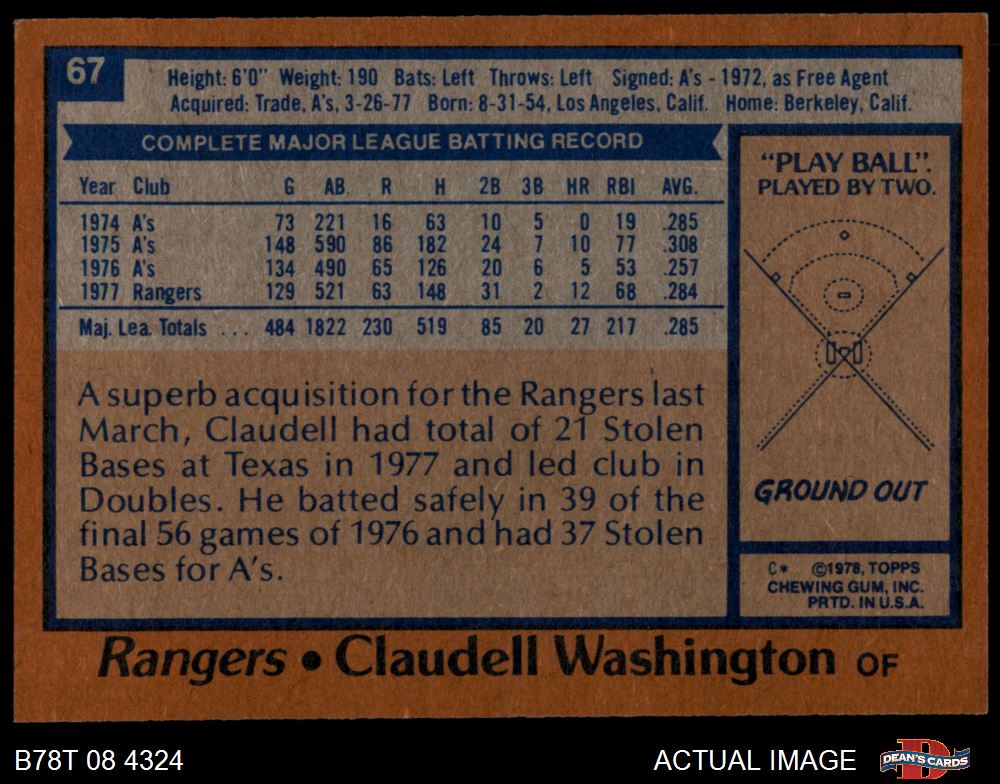 67
Height: 6'0" Weight: 190 Bats: Left Throws: Left Signed: A's - 1972, as Free Agent
Acquired: Trade, A's, 3-26-77 Born: 8-31-54, Los Angeles, Calif. Home: Berkeley, Calif.
COMPLETE MAJOR LEAGUE BATTING RECORD
Year Club G AB R H 2B 3B HR RBI AVG.
1974 A's 73 221 16 63 10 5 0 19 .285
1975 A's 148 590 86 182 24 7 10 77 .308
1976 A's 134 490 65 126 20 6 5 53 .257
1977 Rangers 129 521 63 148 31 2 12 68 .284
Maj. Lea. Totals ... 484 1822 230 519 85 20 27 217 .285
A superb acquisition for the Rangers last
March, Claudell had total of 21 Stolen
Bases at Texas in 1977 and led club in
Doubles. He batted safely in 39 of the
final 56 games of 1976 and had 37 Stolen
Bases for A's.
"PLAY BALL".
PLAYED BY TWO.
GROUND OUT
C* ©1978, TOPPS
CHEWING GUM, INC.
PRTD. IN U.S.A.
Rangers • Claudell Washington OF
B78T 08 4324
ACTUAL IMAGE
DEAN'S CARDS